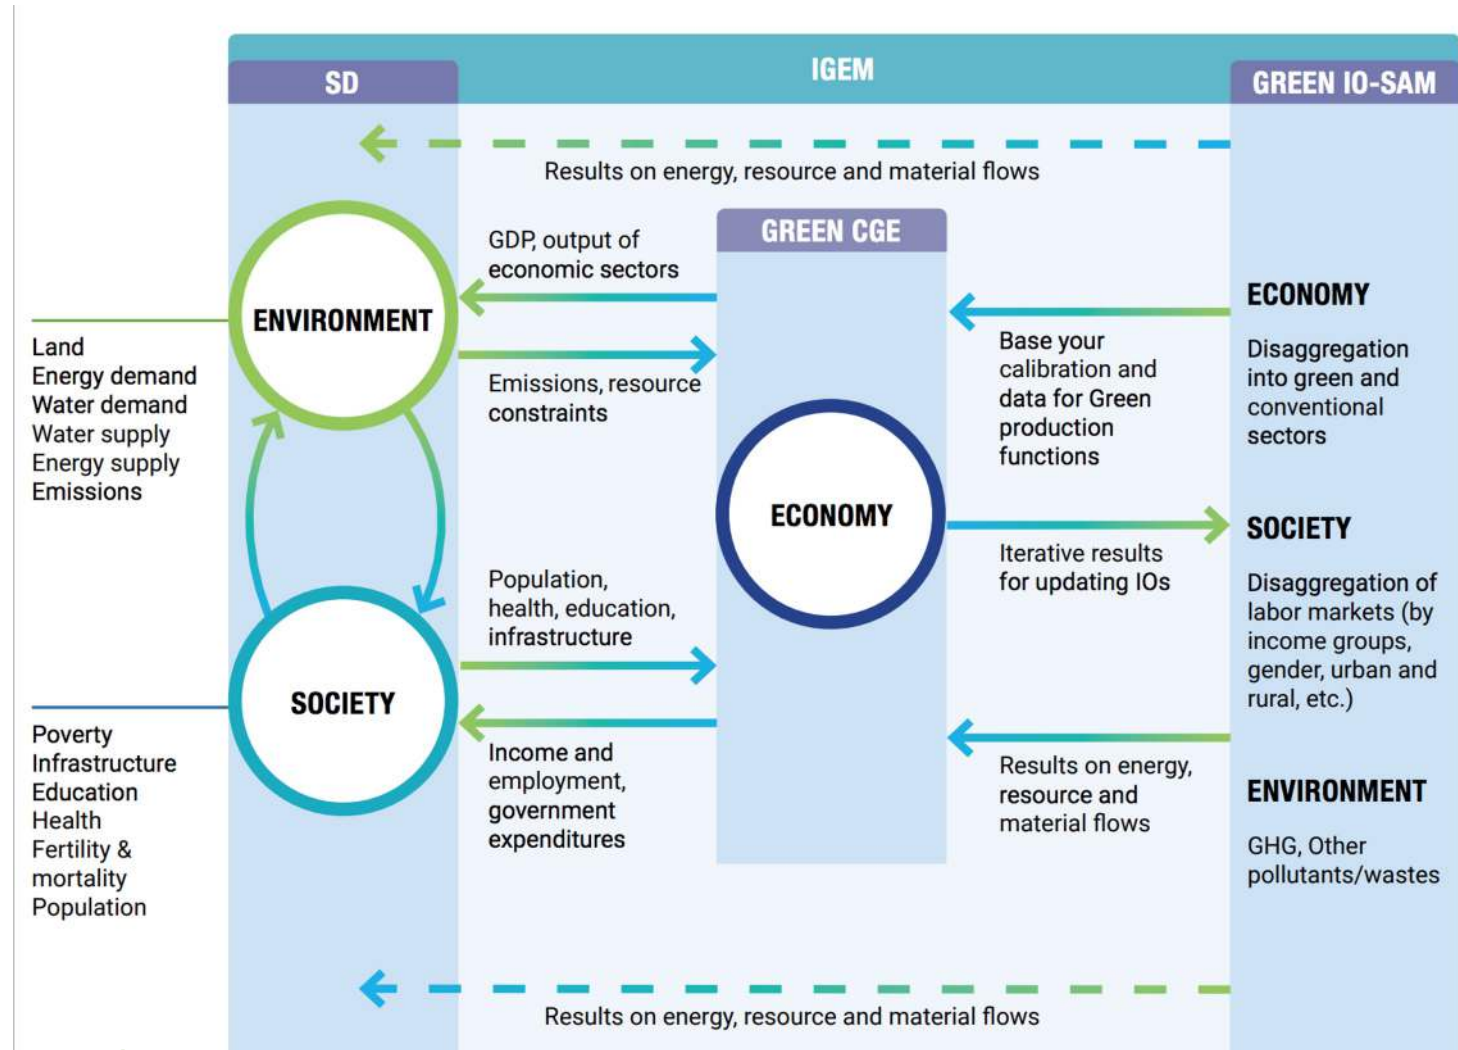 IGEM
SD
GREEN IO-SAM
Results on energy, resource and material flows
GREEN CGE
GDP, output of
economic sectors
ENVIRONMENT
Emissions, resource
constraints
Land
Energy demand
Water demand
Water supply
Energy supply
Emissions
Base your
calibration and
data for Green
production
functions
ECONOMY
Disaggregation
into green and
conventional
sectors
ECONOMY
Iterative results
for updating IOs
SOCIETY
Disaggregation of
labor markets (by
income groups,
gender, urban and
rural, etc.)
Population,
health, education,
infrastructure
SOCIETY
Income and
employment,
government
expenditures
Poverty
Infrastructure
Education
Health
Fertility &
mortality
Population
Results on energy,
resource and
material flows
ENVIRONMENT
GHG, Other
pollutants/wastes
Results on energy, resource and material flows